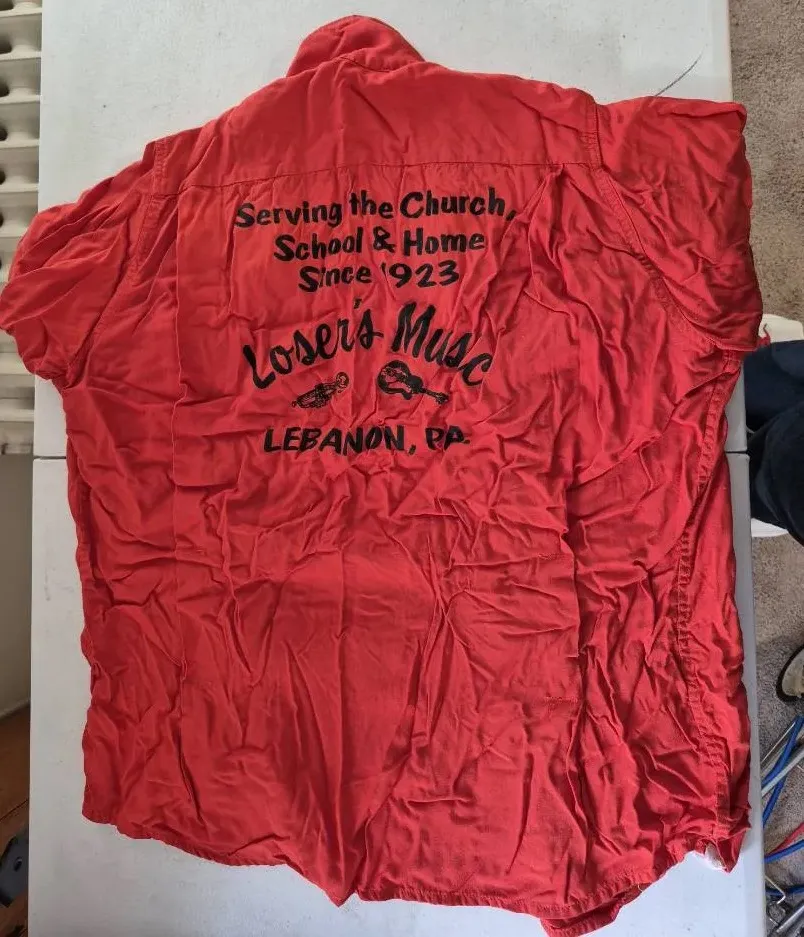 Serving the Church,
School & Home
Since 1923
Loser's Music
LEBANON, PA.